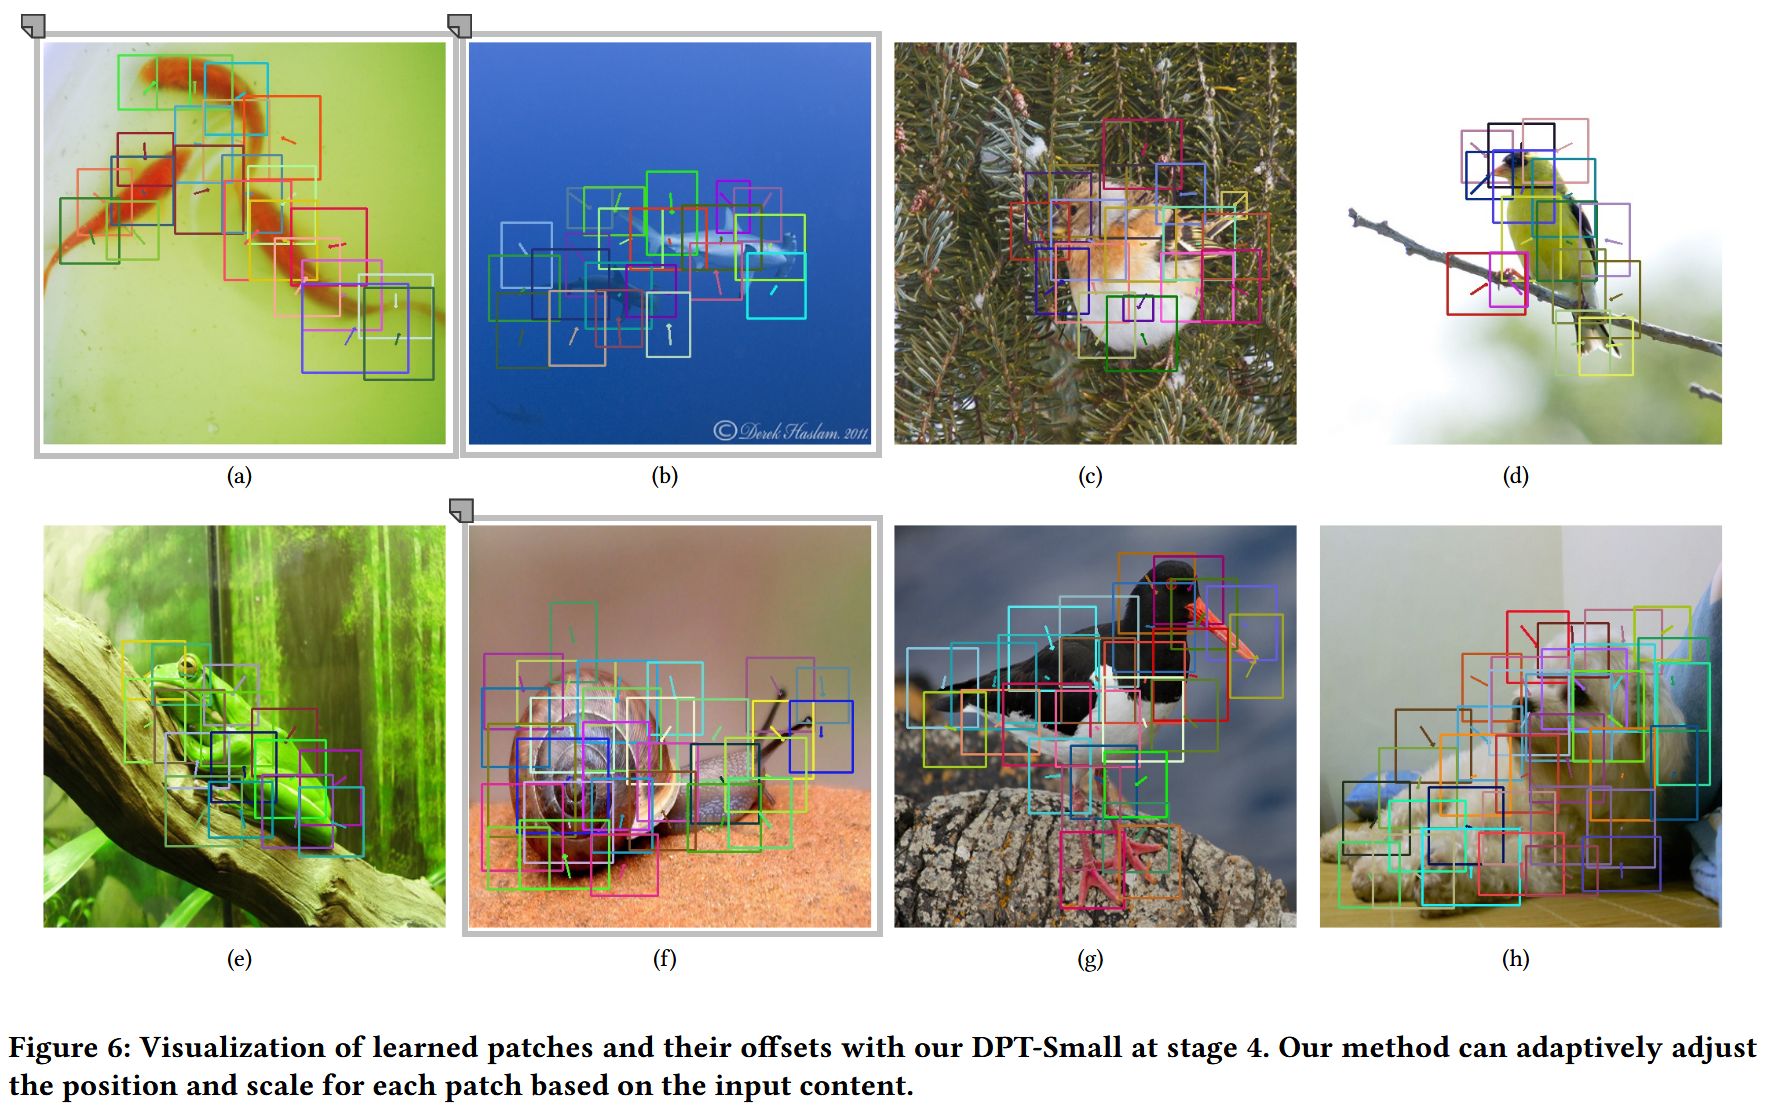 © Derek Haslam. 2011.
(a)
(b)
(c)
(d)
(e)
(f)
(g)
(h)
Figure 6: Visualization of learned patches and their offsets with our DPT-Small at stage 4. Our method can adaptively adjust
the position and scale for each patch based on the input content.